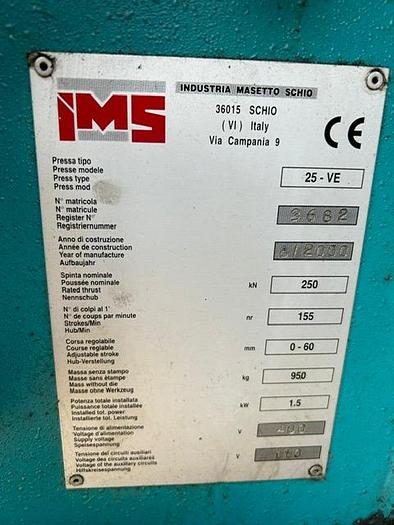 IMS
INDUSTRIA MASETTO SCHIO
36015 SCHIO
(VI) Italy
Via Campania 9
CE
Pressa tipo
Presse modele
Press type
Press mod
25 - VE
N° matricola
N° matricule
Register N°
Registriernummer
3682
Anno di costruzione
Année de construction
Year of manufacture
Aufbaujahr
/2000
Spinta nominale
Poussée nominale
Rated thrust
Nennschub
kN
250
N° di colpi al 1'
N° de coups par minute
Strokes/Min
Hub/Min
nr
155
Corsa regolabile
Course reglable
Adjustable stroke
Hub-Verstellung
mm
0 - 60
Massa senza stampo
Masse sans étampe
Mass without die
Masse ohne Werkzeug
kg
950
Potenza totale installata
Puissance totale installée
Installed tot. power
Installierte tot. Leistung
kW
1.5
Tensione di alimentazione
Voltage d'alimentation
Supply voltage
Speisespannung
V
400
Tensione dei circuiti ausiliari
Voltage des circuits auxiliaires
Voltage of the auxiliary circuits
Hilfskreisespannung
V